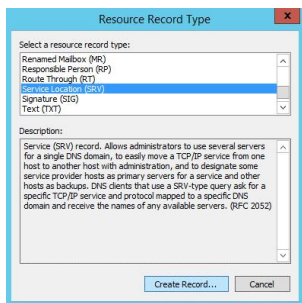 Resource Record Type
x
Select a resource record type:
Renamed Mailbox (MR)
Responsible Person (RP)
Route Through (RT)
Service Location (SRV)
Signature (SIG)
Text (TXT)
Description:
Service (SRV) record. Allows administrators to use several servers
for a single DNS domain, to easily move a TCP/IP service from one
host to another host with administration, and to designate some
service provider hosts as primary servers for a service and other
hosts as backups. DNS clients that use a SRV-type query ask for a
specific TCP/IP service and protocol mapped to a specific DNS
domain and receive the names of any available servers. (RFC 2052)
Create Record... Cancel